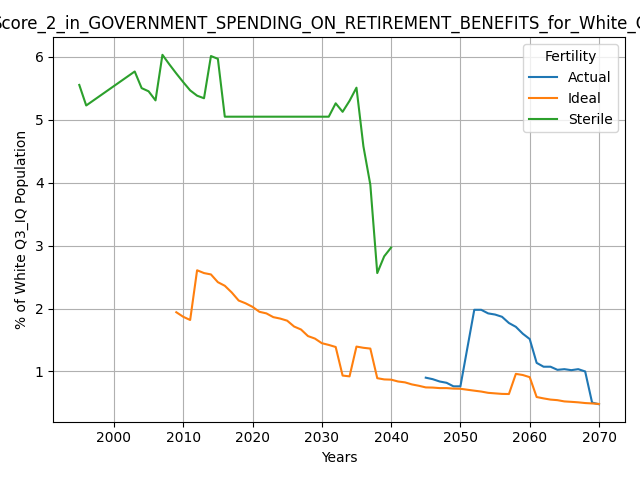 Score_2_in_GOVERNMENT_SPENDING_ON_RETIREMENT_BENEFITS_for_White_
6
5
4
3
2
1
% of White Q3_IQ Population
Fertility
Actual
Ideal
Sterile
2000 2010 2020 2030 2040 2050 2060 2070
Years